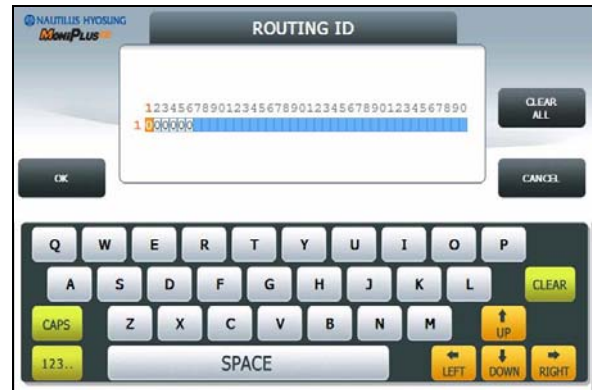 NAUTILUS HYOSUNG
MoniPlus
ROUTING ID
1234567890123456789012345678901234567890
1 000000
CLEAR
ALL
OK
CANCEL
Q W E R T Y U I O P
A S D F G H J K L CLEAR
CAPS Z X C V B N M UP
123.. SPACE LEFT DOWN RIGHT